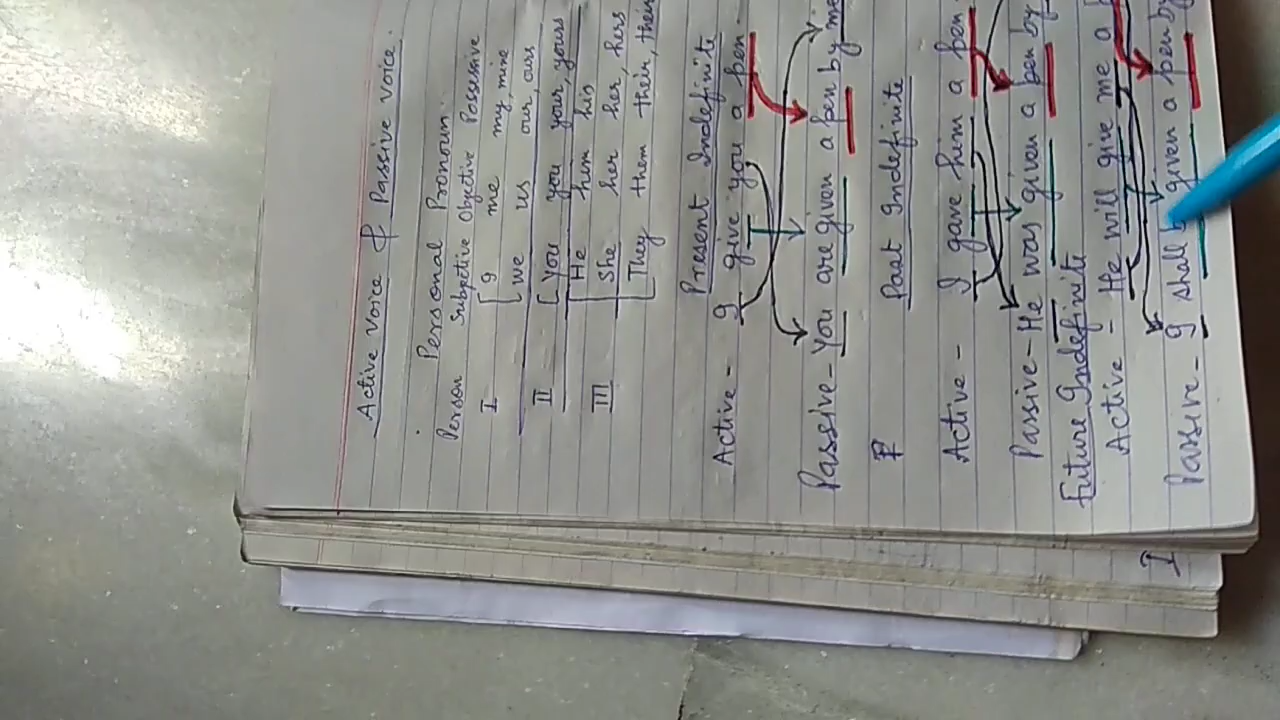 Active Voice & Passive Voice.
Personal Pronoun
Person Subjective Objective Possessive
I I me my, mine
we us our, ours
II You you your, yours
He him his
III She her her, hers
They them their, their
Present Indefinite
Active - I give you a pen.
Passive - You are given a pen by me
P Past Indefinite
Active - I gave him a pen
Passive - He was given a pen by
Future Indefinite
Active - He will give me a
Passive - I shall given a pen by
I